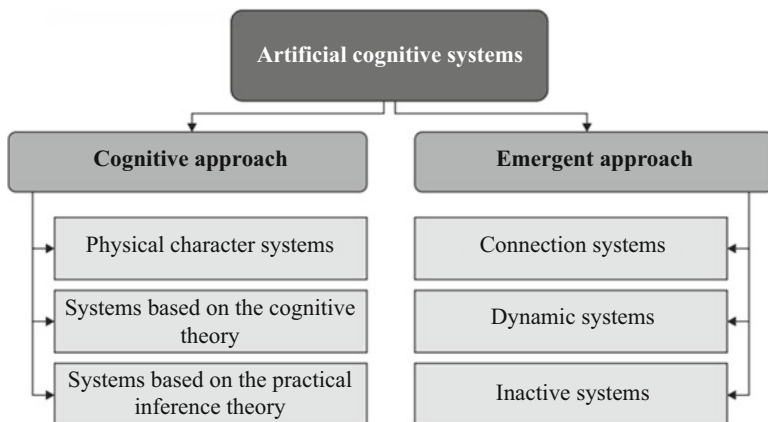 Artificial cognitive systems
Cognitive approach
Physical character systems
Systems based on the cognitive
theory
Systems based on the practical
inference theory
Emergent approach
Connection systems
Dynamic systems
Inactive systems